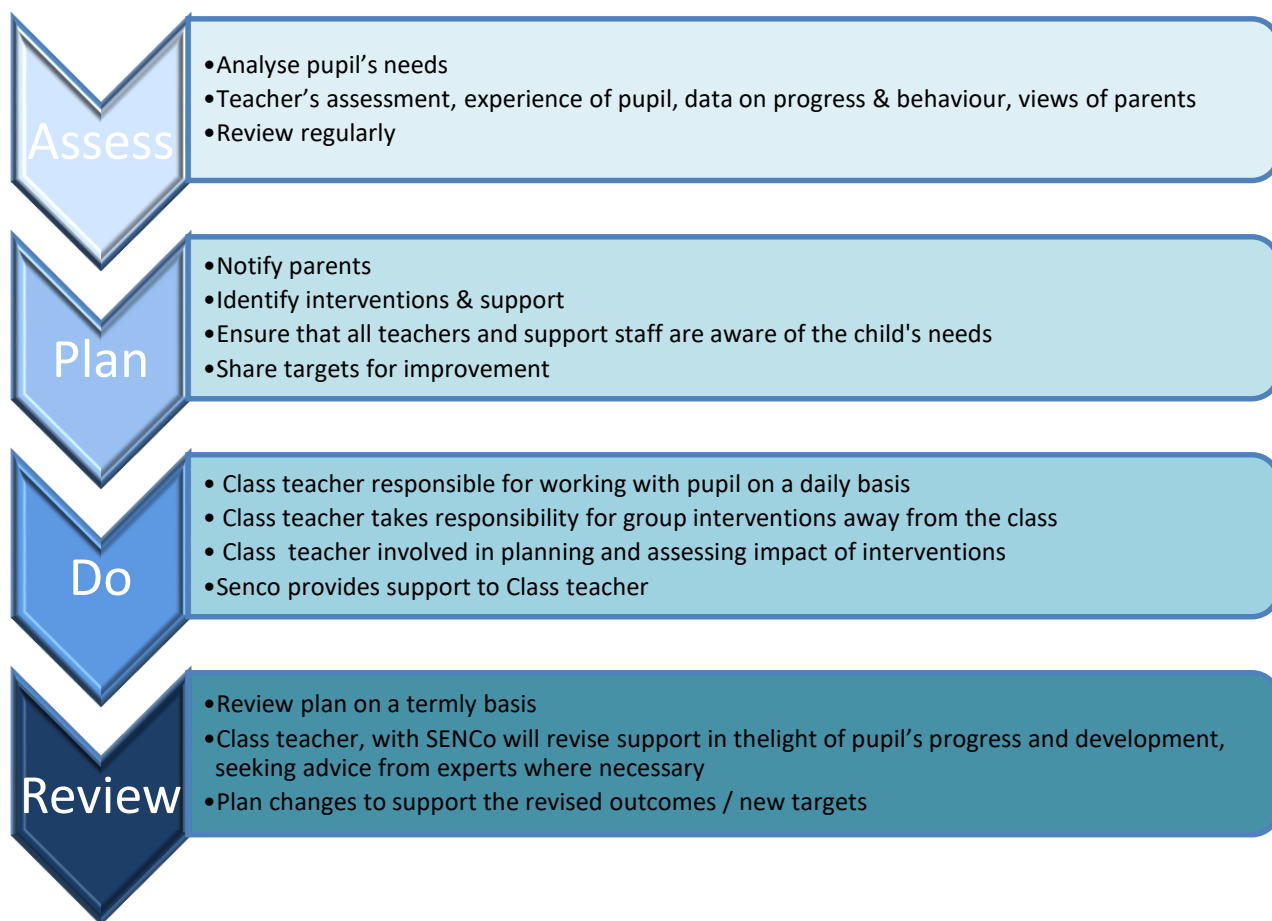 Assess
•Analyse pupil’s needs
•Teacher’s assessment, experience of pupil, data on progress & behaviour, views of parents
•Review regularly
Plan
•Notify parents
•Identify interventions & support
•Ensure that all teachers and support staff are aware of the child's needs
•Share targets for improvement
Do
• Class teacher responsible for working with pupil on a daily basis
• Class teacher takes responsibility for group interventions away from the class
• Class  teacher involved in planning and assessing impact of interventions
•Senco provides support to Class teacher
Review
•Review plan on a termly basis
•Class teacher, with SENCo will revise support in thelight of pupil’s progress and development,
seeking advice from experts where necessary
•Plan changes to support the revised outcomes / new targets